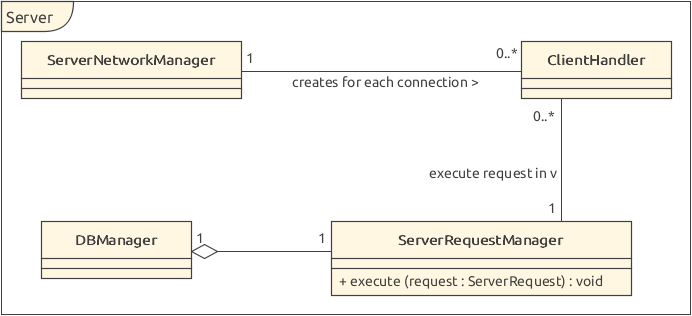 Server
ServerNetworkManager
1
0..*
ClientHandler
creates for each connection >
0..*
execute request in v
1
DBManager
1
1
ServerRequestManager
+ execute (request : ServerRequest) : void